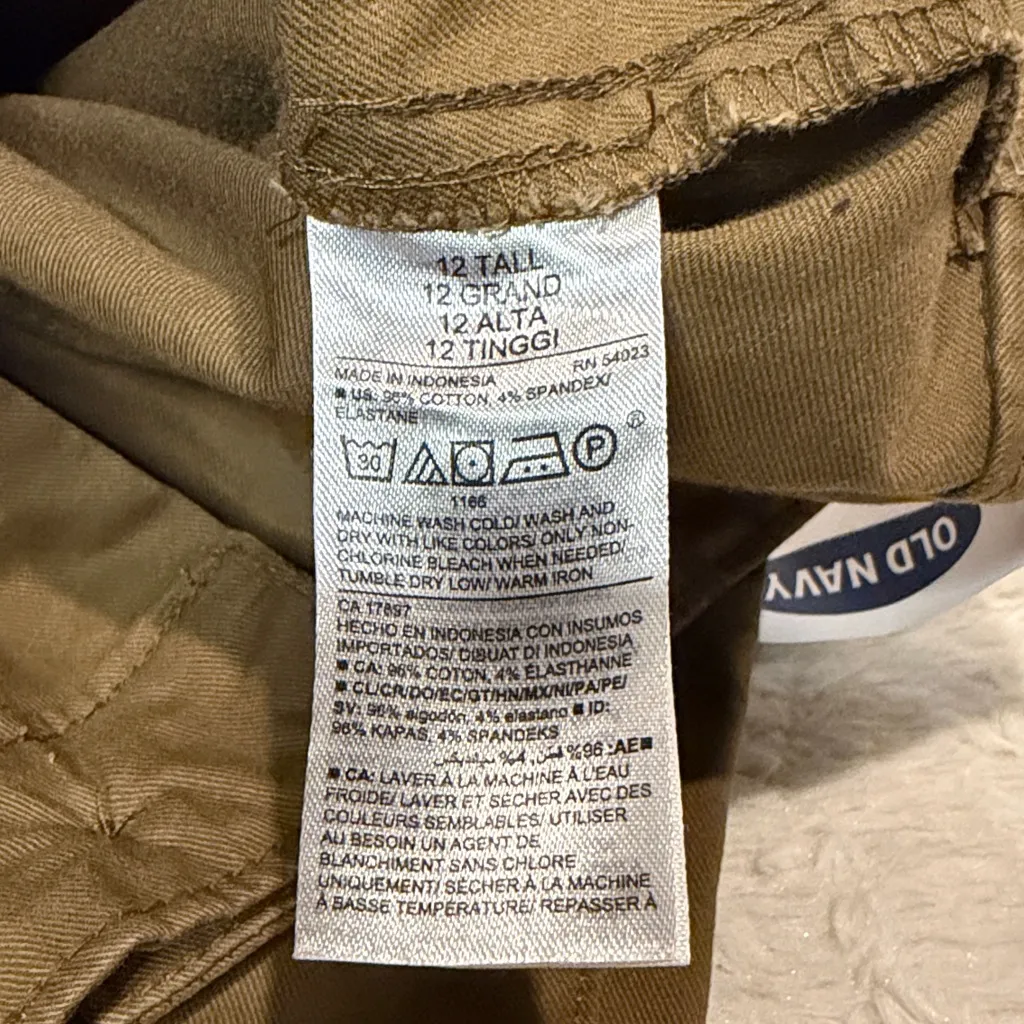 12 TALL
12 GRAND
12 ALTA
12 TINGGI
MADE IN INDONESIA RN 54023
■ US: 96% COTTON, 4% SPANDEX/
ELASTANE
30 P ®
1166
MACHINE WASH COLD/ WASH AND
DRY WITH LIKE COLORS/ ONLY NON-
CHLORINE BLEACH WHEN NEEDED/
TUMBLE DRY LOW/ WARM IRON
CA 17897
HECHO EN INDONESIA CON INSUMOS
IMPORTADOS/ DIBUAT DI INDONESIA
■ CA: 96% COTON, 4% ÉLASTHANNE
■ CL/CR/DO/EC/GT/HN/MX/NI/PA/PE/
SV: 96% algodón, 4% elastano ■ ID:
96% KAPAS, 4% SPANDEKS
■AE: 96% قطن, 4% سباندیکس
■ CA: LAVER À LA MACHINE À L'EAU
FROIDE/ LAVER ET SÉCHER AVEC DES
COULEURS SEMBLABLES/ UTILISER
AU BESOIN UN AGENT DE
BLANCHIMENT SANS CHLORE
UNIQUEMENT/ SÉCHER À LA MACHINE
À BASSE TEMPÉRATURE/ REPASSER À
OLD NAVY